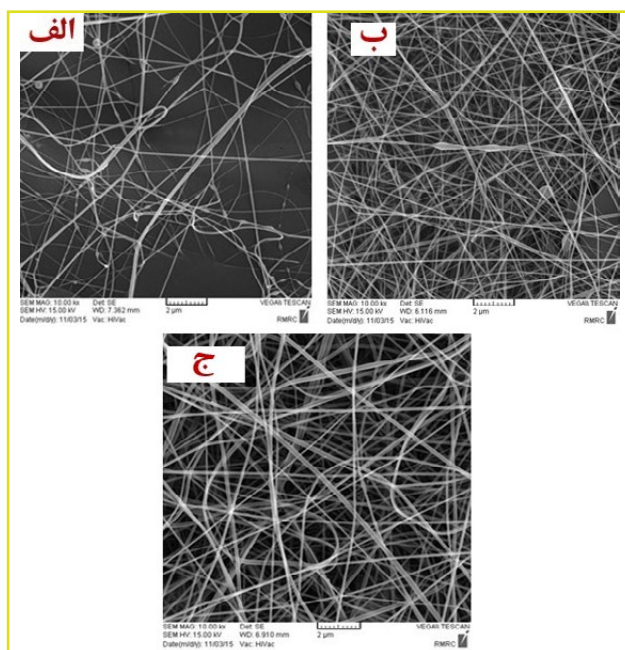 الف
ب
SEM MAG: 10.00 kx Det: SE
SEM HV: 15.00 kV WD: 7.362 mm 2 µm VEGA\\ TESCAN
Date(m/d/y): 11/03/15 Vac: HiVac RMRC
SEM MAG: 10.00 kx Det: SE
SEM HV: 15.00 kV WD: 6.116 mm 2 µm VEGA\\ TESCAN
Date(m/d/y): 11/03/15 Vac: HiVac RMRC
ج
SEM MAG: 10.00 kx Det: SE
SEM HV: 15.00 kV WD: 6.910 mm 2 µm VEGA\\ TESCAN
Date(m/d/y): 11/03/15 Vac: HiVac RMRC